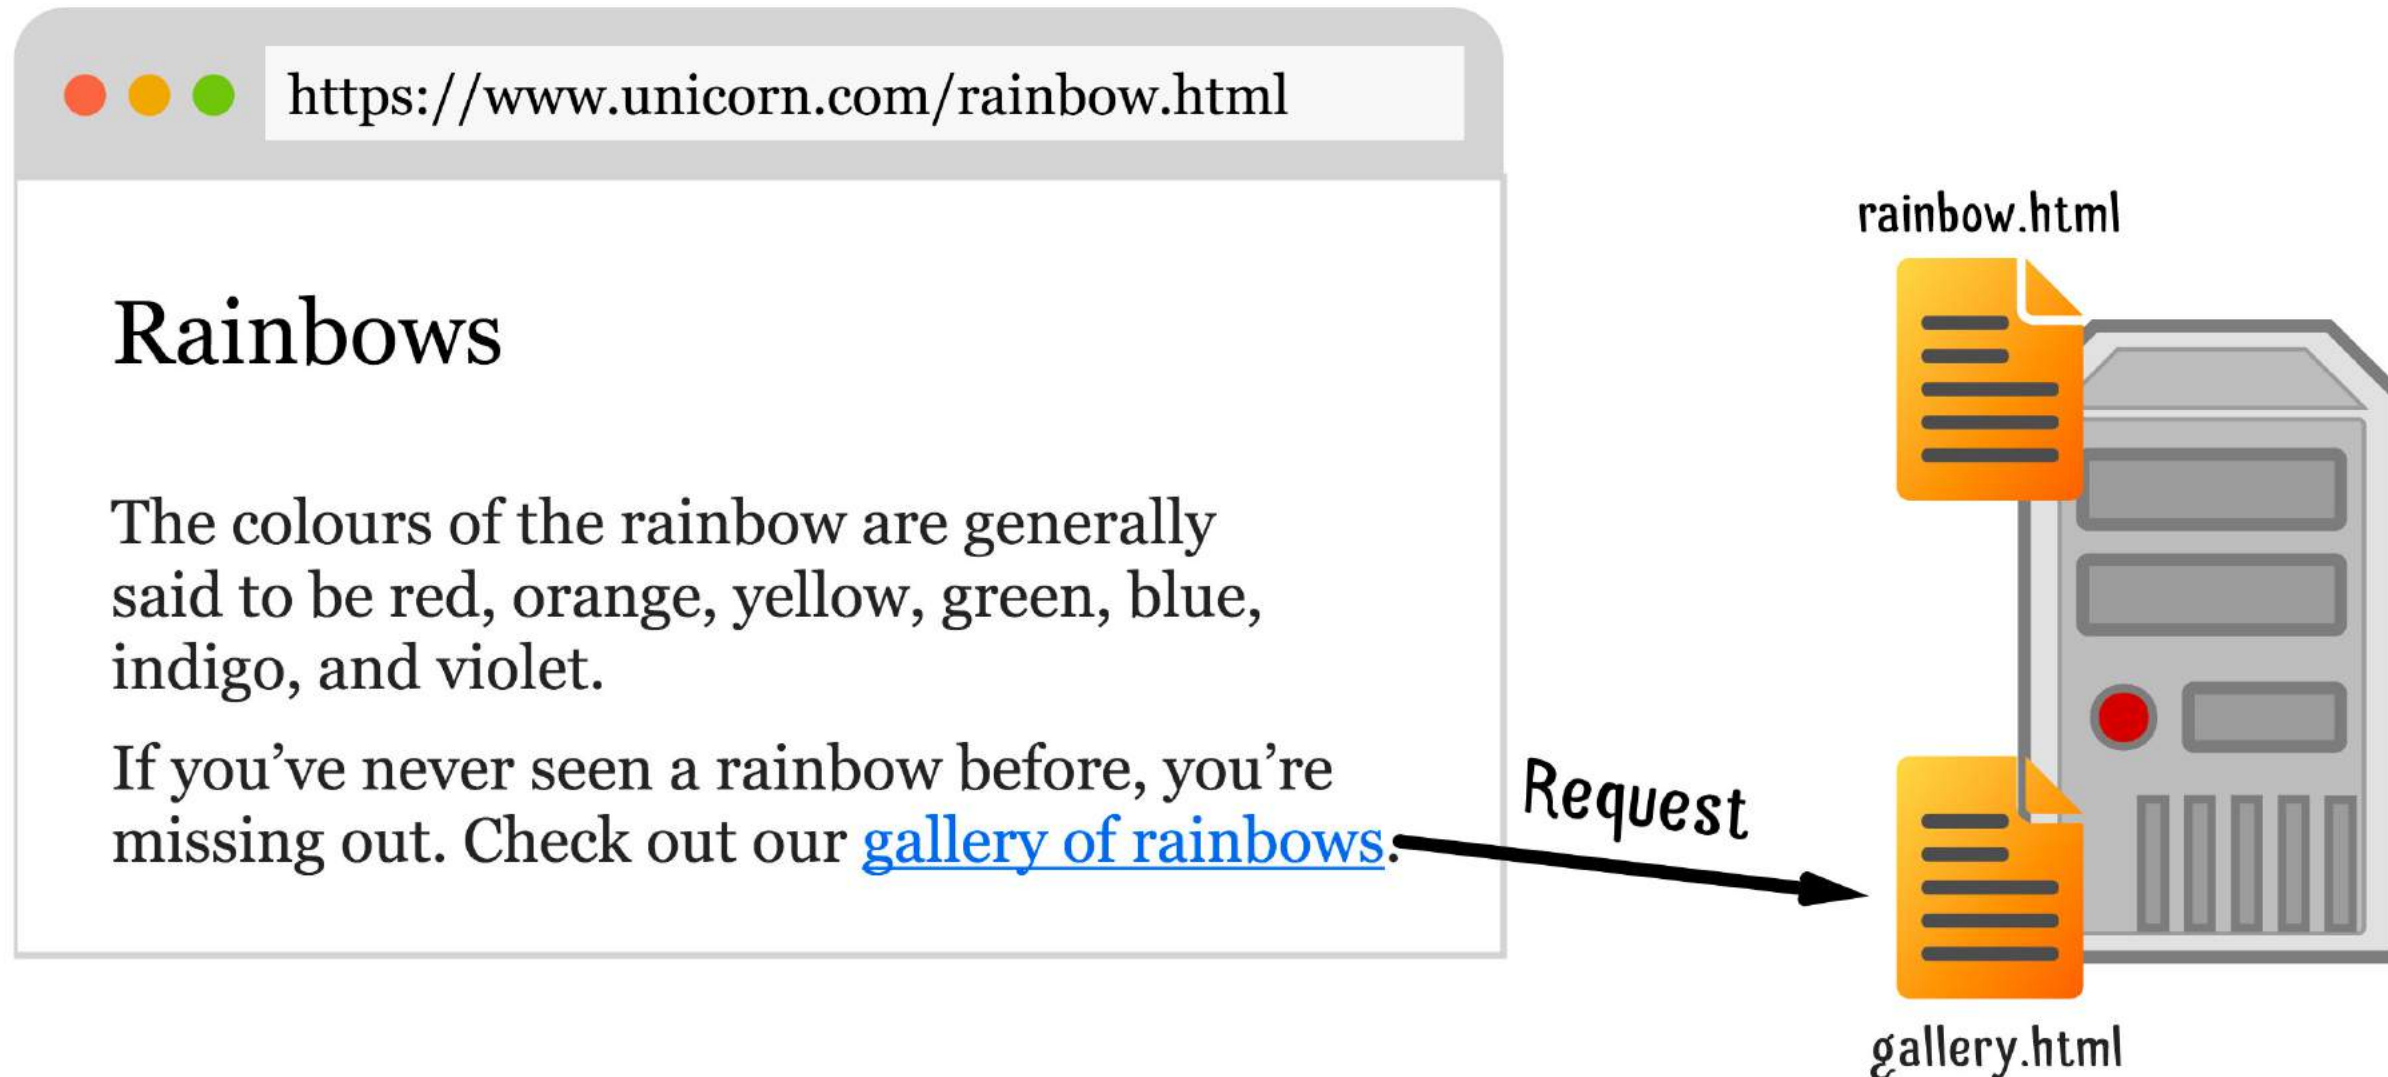 https://www.unicorn.com/rainbow.html
Rainbows
The colours of the rainbow are generally
said to be red, orange, yellow, green, blue,
indigo, and violet.
If you’ve never seen a rainbow before, you’re
missing out. Check out our gallery of rainbows.
Request
rainbow.html
gallery.html